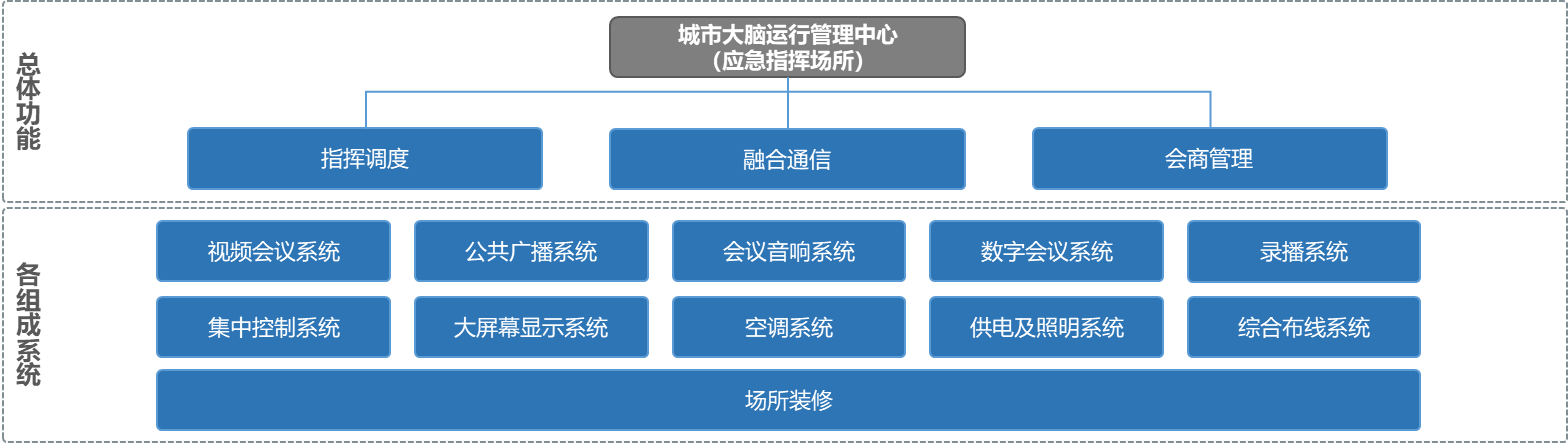 总体功能
城市大脑运行管理中心
（应急指挥场所）
指挥调度
融合通信
会商管理
各组成系统
视频会议系统
公共广播系统
会议音响系统
数字会议系统
录播系统
集中控制系统
大屏幕显示系统
空调系统
供电及照明系统
综合布线系统
场所装修